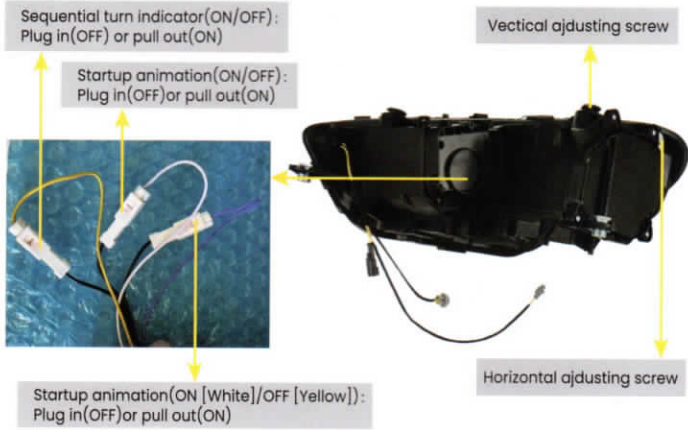 Sequential turn indicator(ON/OFF):
Plug in(OFF) or pull out(ON)
Startup animation(ON/OFF):
Plug in(OFF)or pull out(ON)
Vectical ajdusting screw
Startup animation(ON [White]/OFF [Yellow]):
Plug in(OFF)or pull out(ON)
Horizontal ajdusting screw